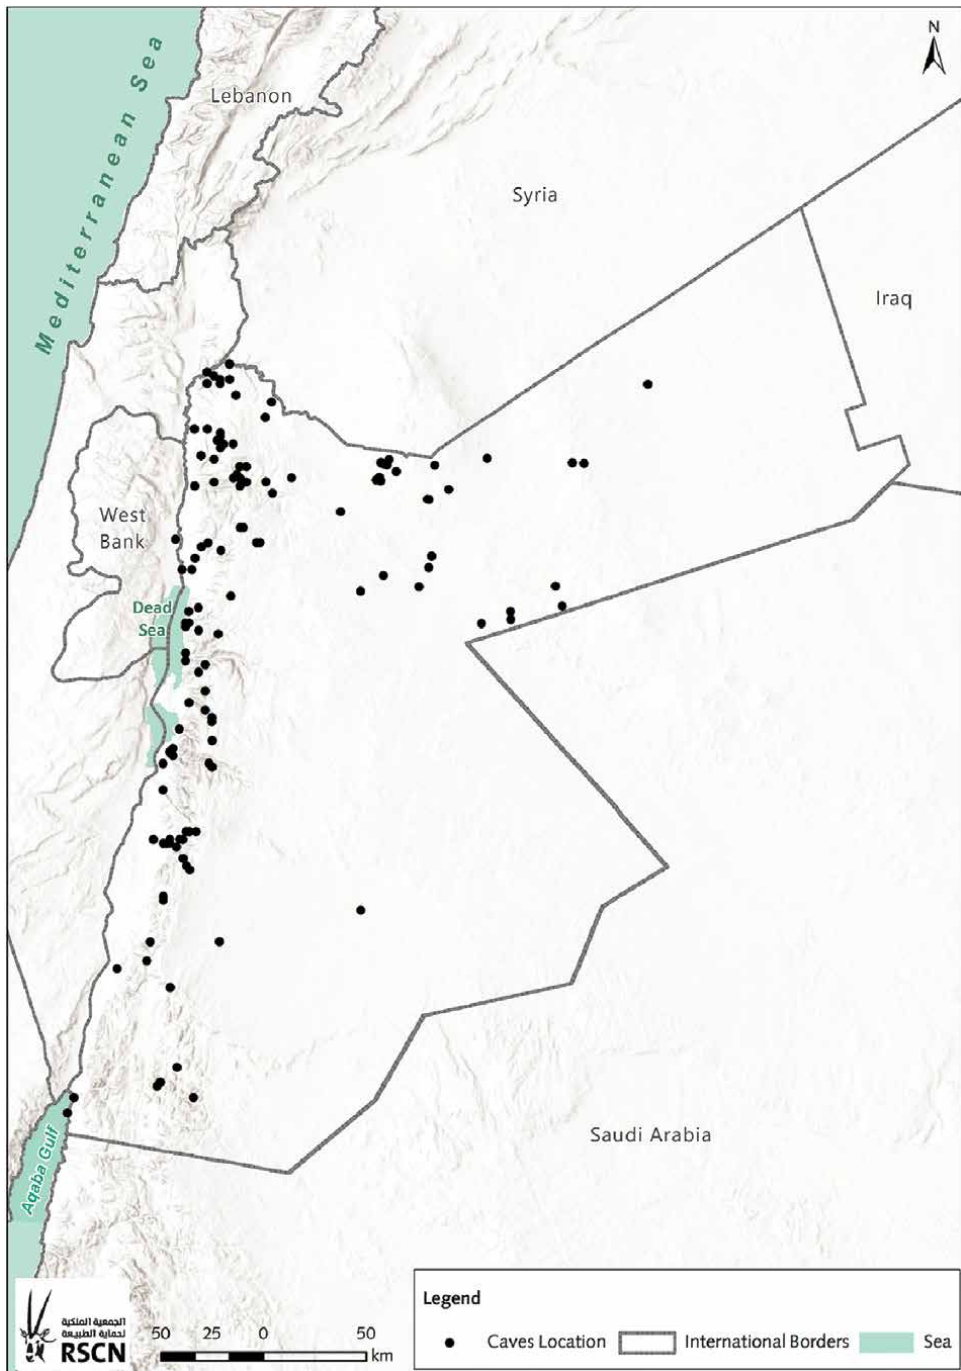 N
Mediterranean Sea
Lebanon
Syria
Iraq
West
Bank
Dead
Sea
Saudi Arabia
Aqaba Gulf
الجمعية الملكية
لحماية الطبيعة
RSCN
50 25 0 50
km
Legend
Caves Location
International Borders
Sea